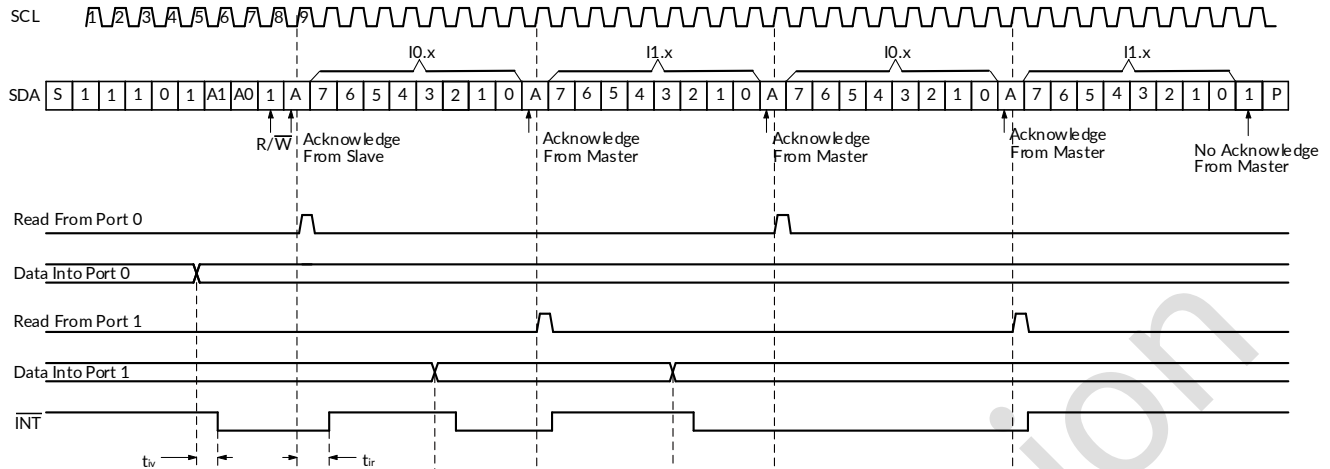 SCL 1 2 3 4 5 6 7 8 9
I0.x I1.x I0.x I1.x
SDA S 1 1 1 0 1 A1 A0 1 A 7 6 5 4 3 2 1 0 A 7 6 5 4 3 2 1 0 A 7 6 5 4 3 2 1 0 A 7 6 5 4 3 2 1 0 1 P
R/W
Acknowledge
From Slave
Acknowledge
From Master
Acknowledge
From Master
Acknowledge
From Master
No Acknowledge
From Master
Read From Port 0
Data Into Port 0
Read From Port 1
Data Into Port 1
INT
tiv tir